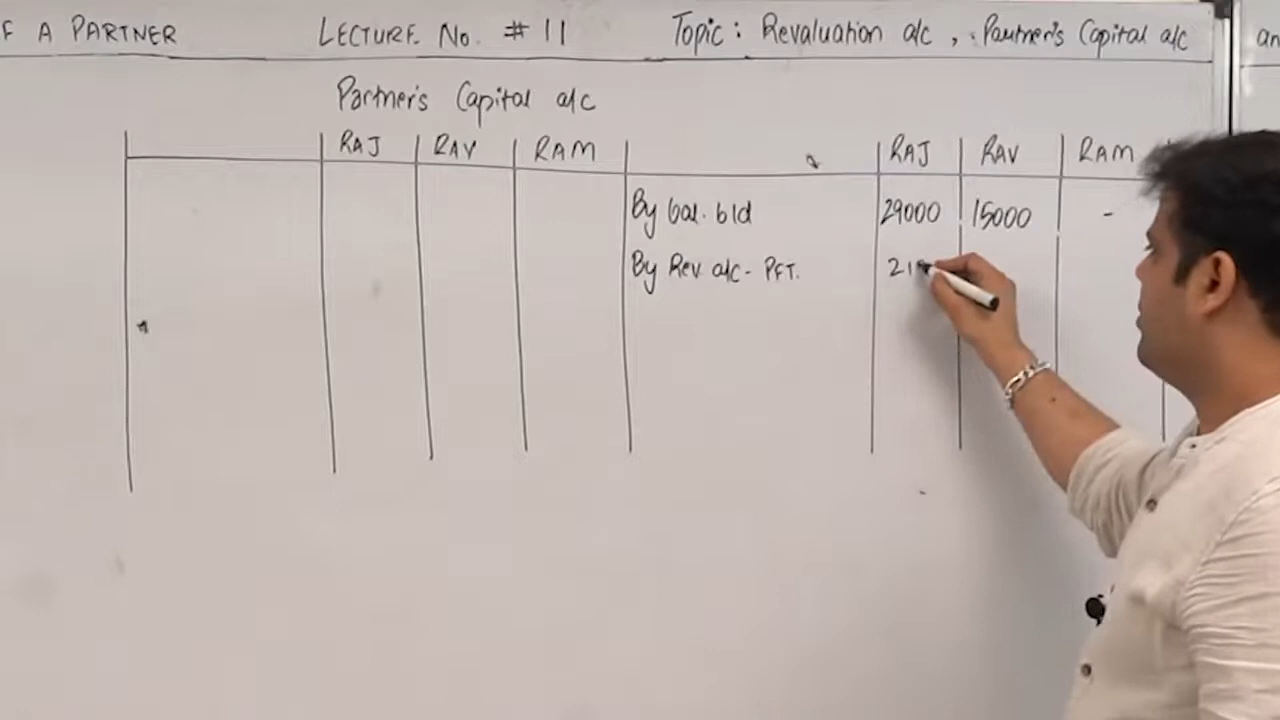 F A PARTNER LECTURE No. # 11 Topic: Revaluation a/c, Partner's Capital a/c
Partner's Capital a/c
RAJ RAV RAM RAJ RAV RAM
By bal. b/d 29000 15000 -
By Rev. a/c - PFT.